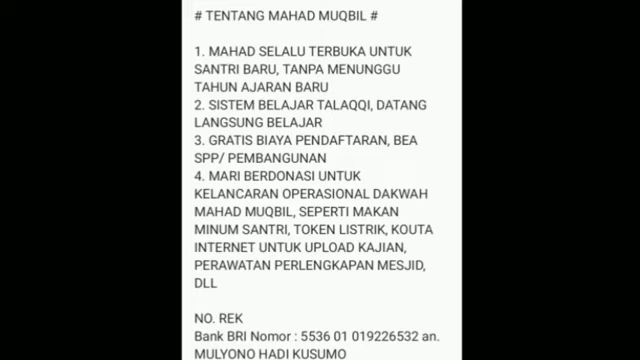 # TENTANG MAHAD MUQBIL #
1. MAHAD SELALU TERBUKA UNTUK
SANTRI BARU, TANPA MENUNGGU
TAHUN AJARAN BARU
2. SISTEM BELAJAR TALAQQI, DATANG
LANGSUNG BELAJAR
3. GRATIS BIAYA PENDAFTARAN, BEA
SPP/ PEMBANGUNAN
4. MARI BERDONASI UNTUK
KELANCARAN OPERASIONAL DAKWAH
MAHAD MUQBIL, SEPERTI MAKAN
MINUM SANTRI, TOKEN LISTRIK, KOUTA
INTERNET UNTUK UPLOAD KAJIAN,
PERAWATAN PERLENGKAPAN MESJID,
DLL
NO. REK
Bank BRI Nomor : 5536 01 019226532 an.
MULYONO HADI KUSUMO